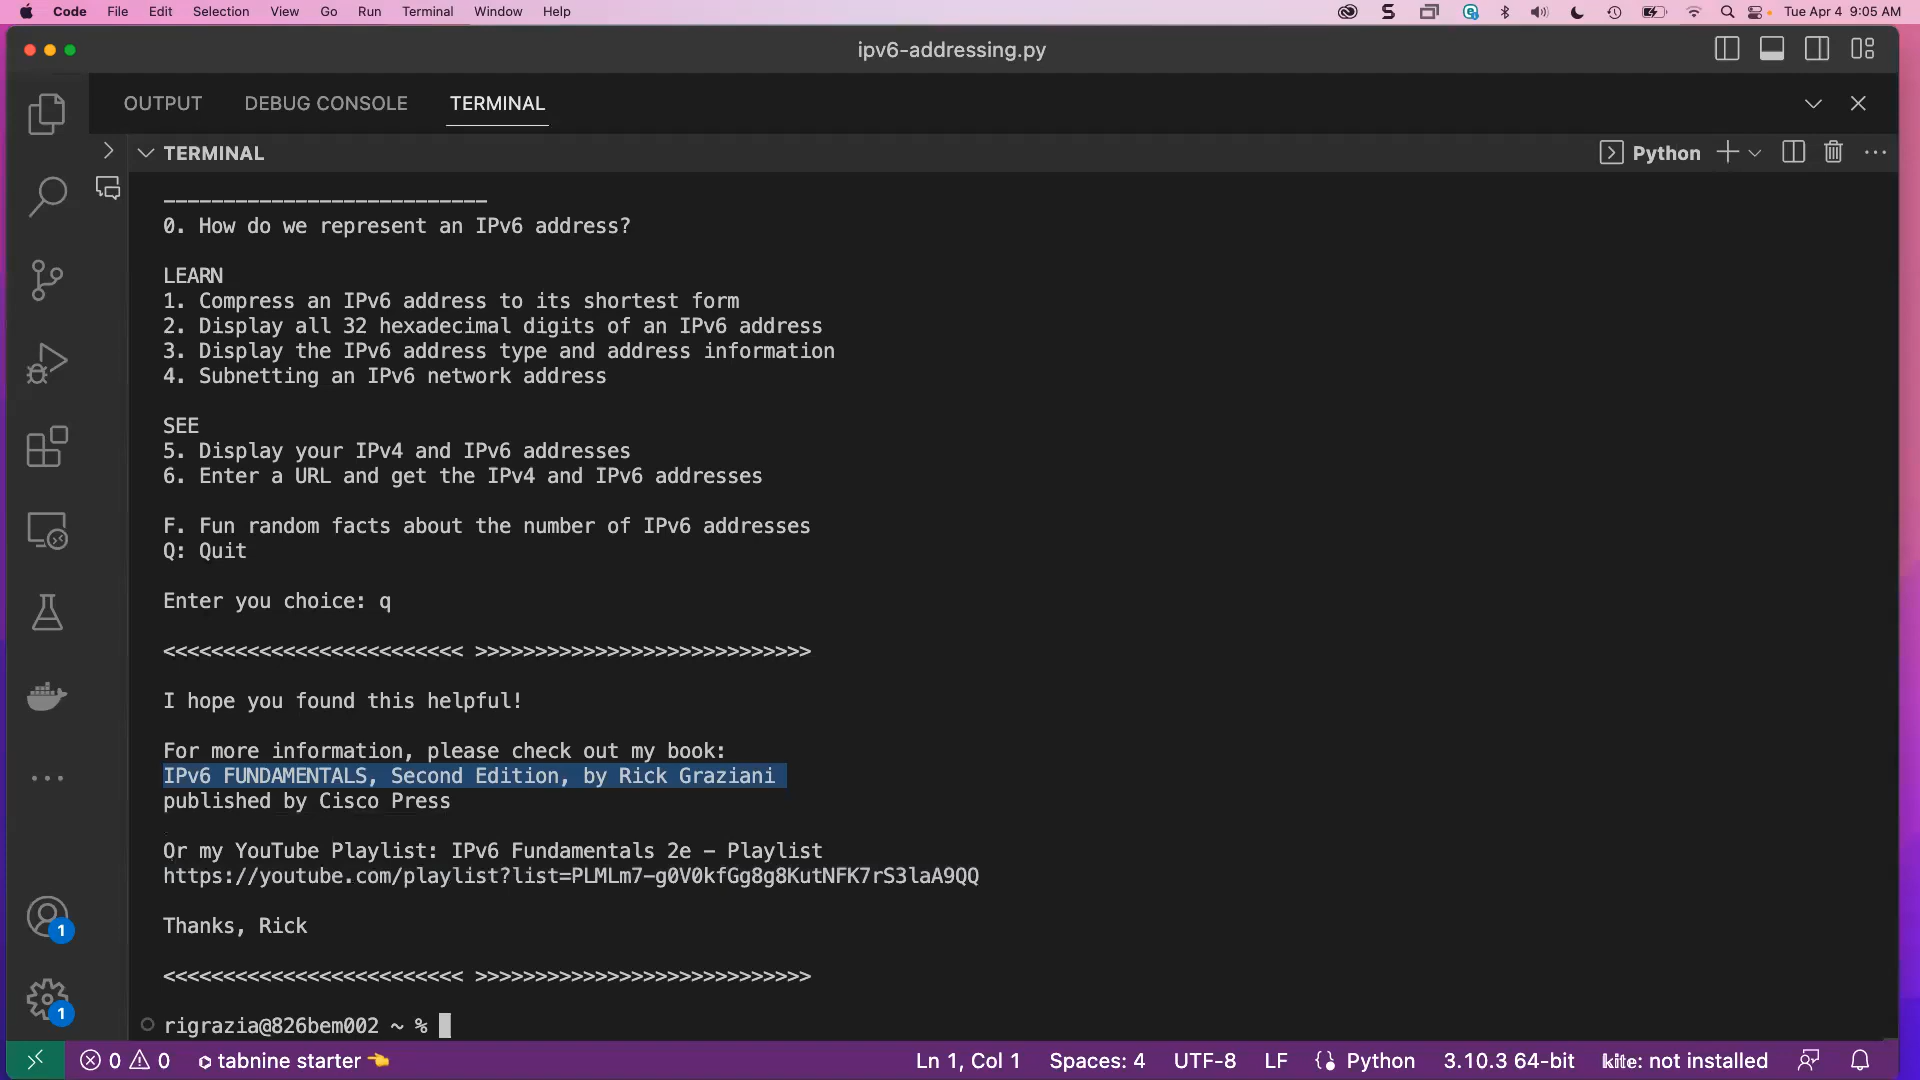 Code File Edit Selection View Go Run Terminal Window Help Tue Apr 4 9:05 AM
ipv6-addressing.py
OUTPUT DEBUG CONSOLE TERMINAL
TERMINAL Python
---------------------------
0. How do we represent an IPv6 address?
LEARN
1. Compress an IPv6 address to its shortest form
2. Display all 32 hexadecimal digits of an IPv6 address
3. Display the IPv6 address type and address information
4. Subnetting an IPv6 network address
SEE
5. Display your IPv4 and IPv6 addresses
6. Enter a URL and get the IPv4 and IPv6 addresses
F. Fun random facts about the number of IPv6 addresses
Q: Quit
Enter you choice: q
<<<<<<<<<<<<<<<<<<<<<<<<< >>>>>>>>>>>>>>>>>>>>>>>>>>>>
I hope you found this helpful!
For more information, please check out my book:
IPv6 FUNDAMENTALS, Second Edition, by Rick Graziani
published by Cisco Press
Or my YouTube Playlist: IPv6 Fundamentals 2e - Playlist
https://youtube.com/playlist?list=PLMLm7-g0V0kfGg8g8KutNFK7rS3laA9QQ
Thanks, Rick
<<<<<<<<<<<<<<<<<<<<<<<<< >>>>>>>>>>>>>>>>>>>>>>>>>>>>
rigrazia@826bem002 ~ %
1
1
0 0 tabnine starter Ln 1, Col 1 Spaces: 4 UTF-8 LF Python 3.10.3 64-bit kite: not installed